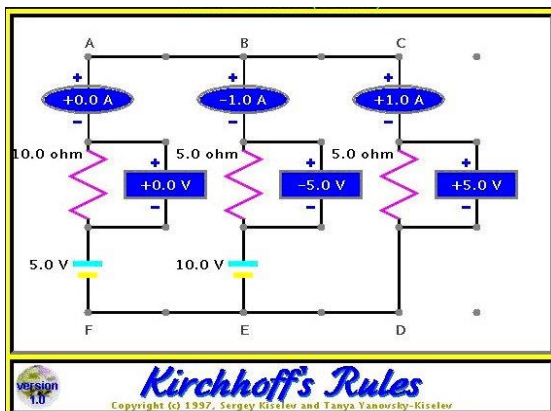 A B C
+ + +
+0.0 A -1.0 A +1.0 A
- - -
10.0 ohm + 5.0 ohm + 5.0 ohm +
+0.0 V -5.0 V +5.0 V
- - -
5.0 V 10.0 V
F E D
version
1.0
Kirchhoff's Rules
Copyright (c) 1997, Sergey Kiselev and Tanya Yanovsky-Kiselev